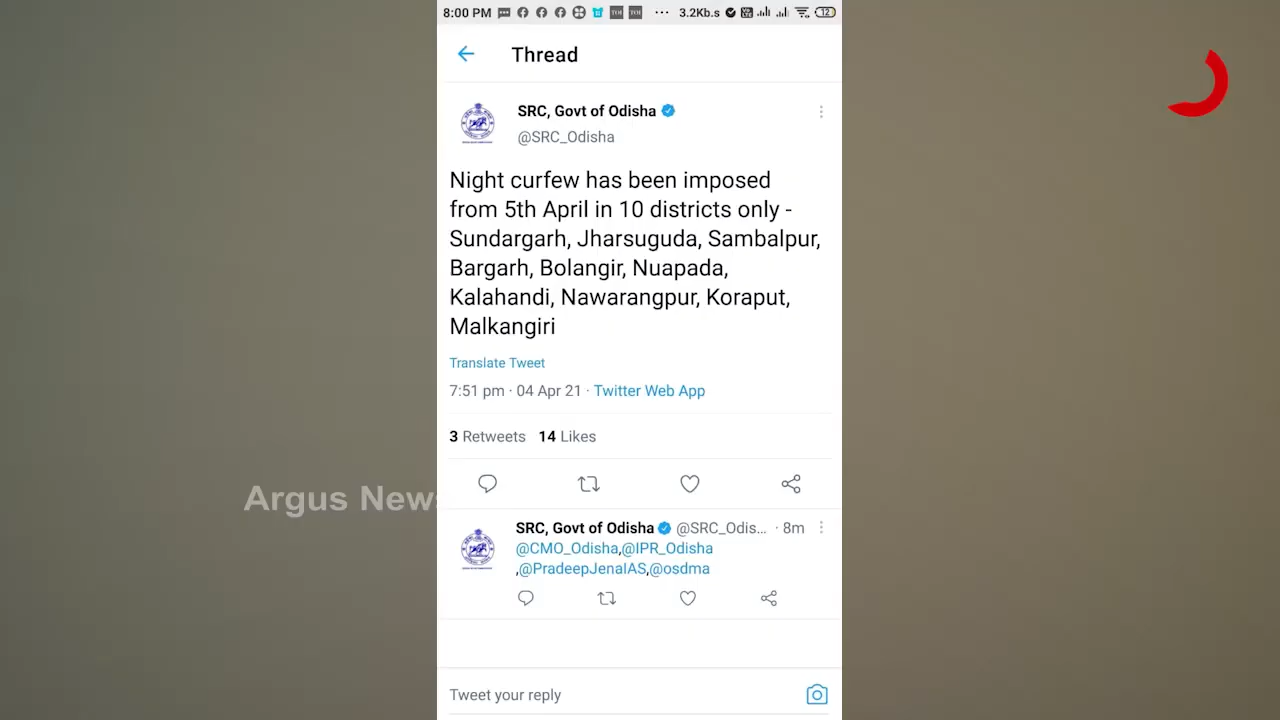 8:00 PM
3.2Kb.s
12
Thread
SRC, Govt of Odisha
@SRC_Odisha
Night curfew has been imposed
from 5th April in 10 districts only -
Sundargarh, Jharsuguda, Sambalpur,
Bargarh, Bolangir, Nuapada,
Kalahandi, Nawarangpur, Koraput,
Malkangiri
Translate Tweet
7:51 pm · 04 Apr 21 · Twitter Web App
3 Retweets 14 Likes
Argus News
SRC, Govt of Odisha @SRC_Odis... · 8m
@CMO_Odisha,@IPR_Odisha
,@PradeepJenaIAS,@osdma
Tweet your reply